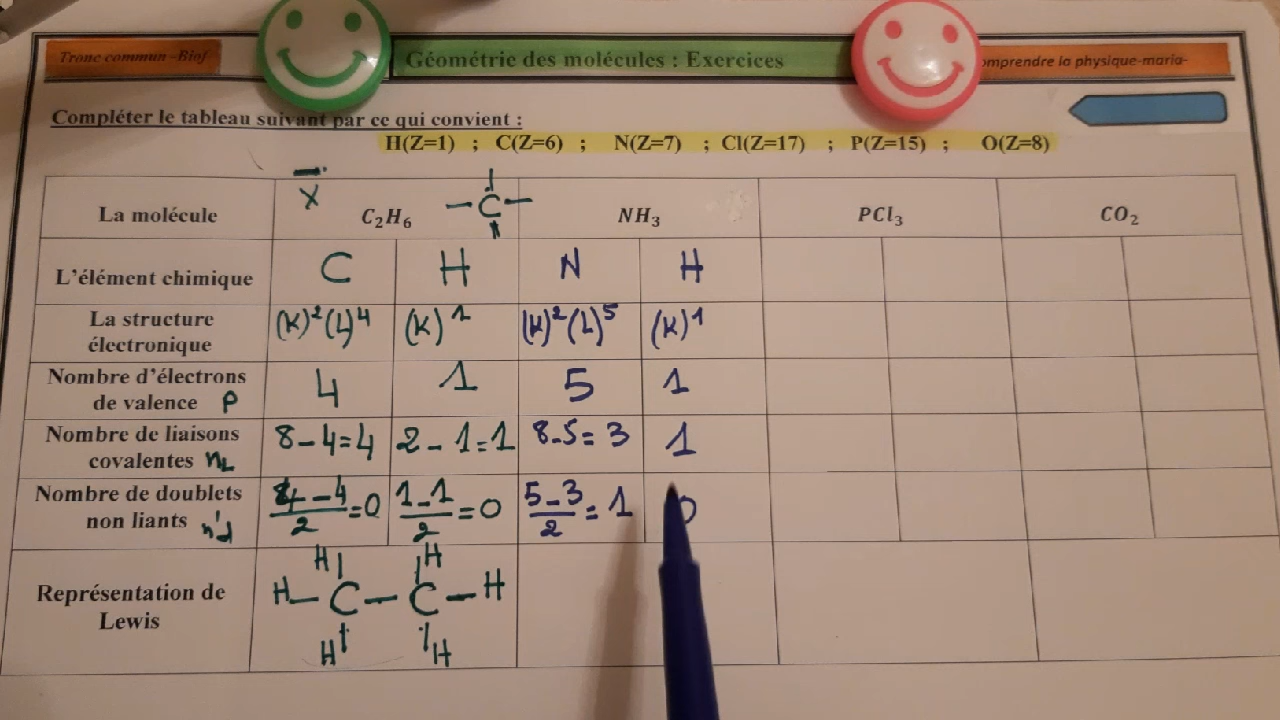 Tronc commun -Biof
Géométrie des molécules : Exercices
omprendre la physique-maria-
Compléter le tableau suivant par ce qui convient :
H(Z=1) ; C(Z=6) ; N(Z=7) ; Cl(Z=17) ; P(Z=15) ; O(Z=8)
X
C
La molécule C₂H₆ NH₃ PCl₃ CO₂
L'élément chimique C H N H
La structure électronique (K)²(L)⁴ (K)¹ (K)²(L)⁵ (K)¹
Nombre d'électrons de valence p 4 1 5 1
Nombre de liaisons covalentes nL 8-4=4 2-1=1 8-5=3 1
Nombre de doublets non liants n'd (4-4)/2=0 (1-1)/2=0 (5-3)/2=1 0
Représentation de Lewis
H H
H-C-C-H
H H